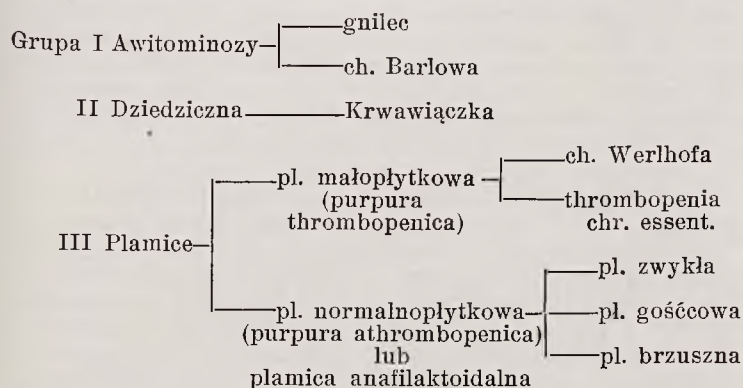 gnilec
Grupa I Awitominozy
ch. Barlowa
II Dziedziczna
Krwawiączka
ch. Werlhofa
pl. małopłytkowa
(purpura
thrombopenica)
thrombopenia
chr. essent.
III Plamice
pl. zwykła
pl. normalnopłytkowa
(purpura athrombopenica)
lub
plamica anafilaktoidalna
pł. gośćcowa
pl. brzuszna